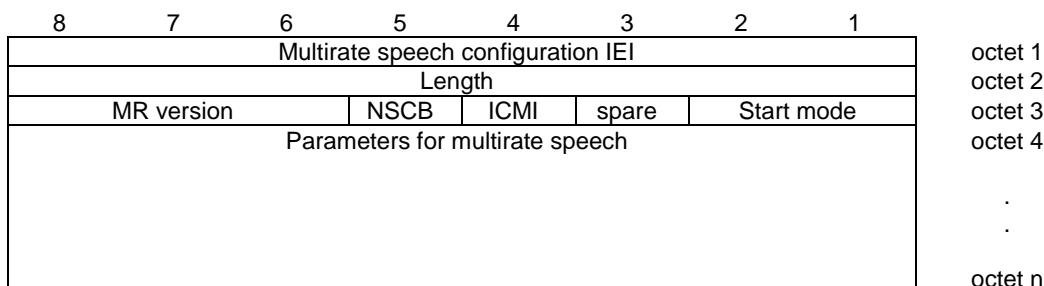 8 7 6 5 4 3 2 1
Multirate speech configuration IEI octet 1
Length octet 2
MR version NSCB ICMI spare Start mode octet 3
Parameters for multirate speech octet 4
.
.
octet n